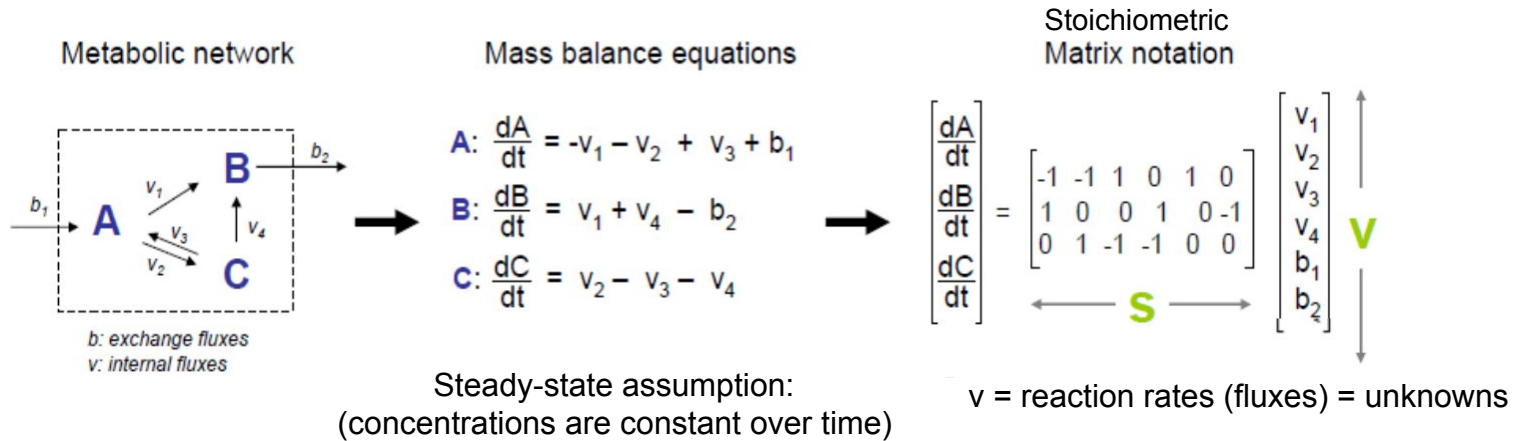 Metabolic network
b₁
A
B
C
b₂
v₁
v₃
v₂
v₄
b: exchange fluxes
v: internal fluxes
Mass balance equations
A: dA/dt = -v₁ – v₂ + v₃ + b₁
B: dB/dt = v₁ + v₄ – b₂
C: dC/dt = v₂ – v₃ – v₄
Steady-state assumption:
(concentrations are constant over time)
Stoichiometric
Matrix notation
dA/dt
dB/dt
dC/dt
=
-1 -1 1 0 1 0
1 0 0 1 0 -1
0 1 -1 -1 0 0
S
v₁
v₂
v₃
v₄
b₁
b₂
v
v = reaction rates (fluxes) = unknowns